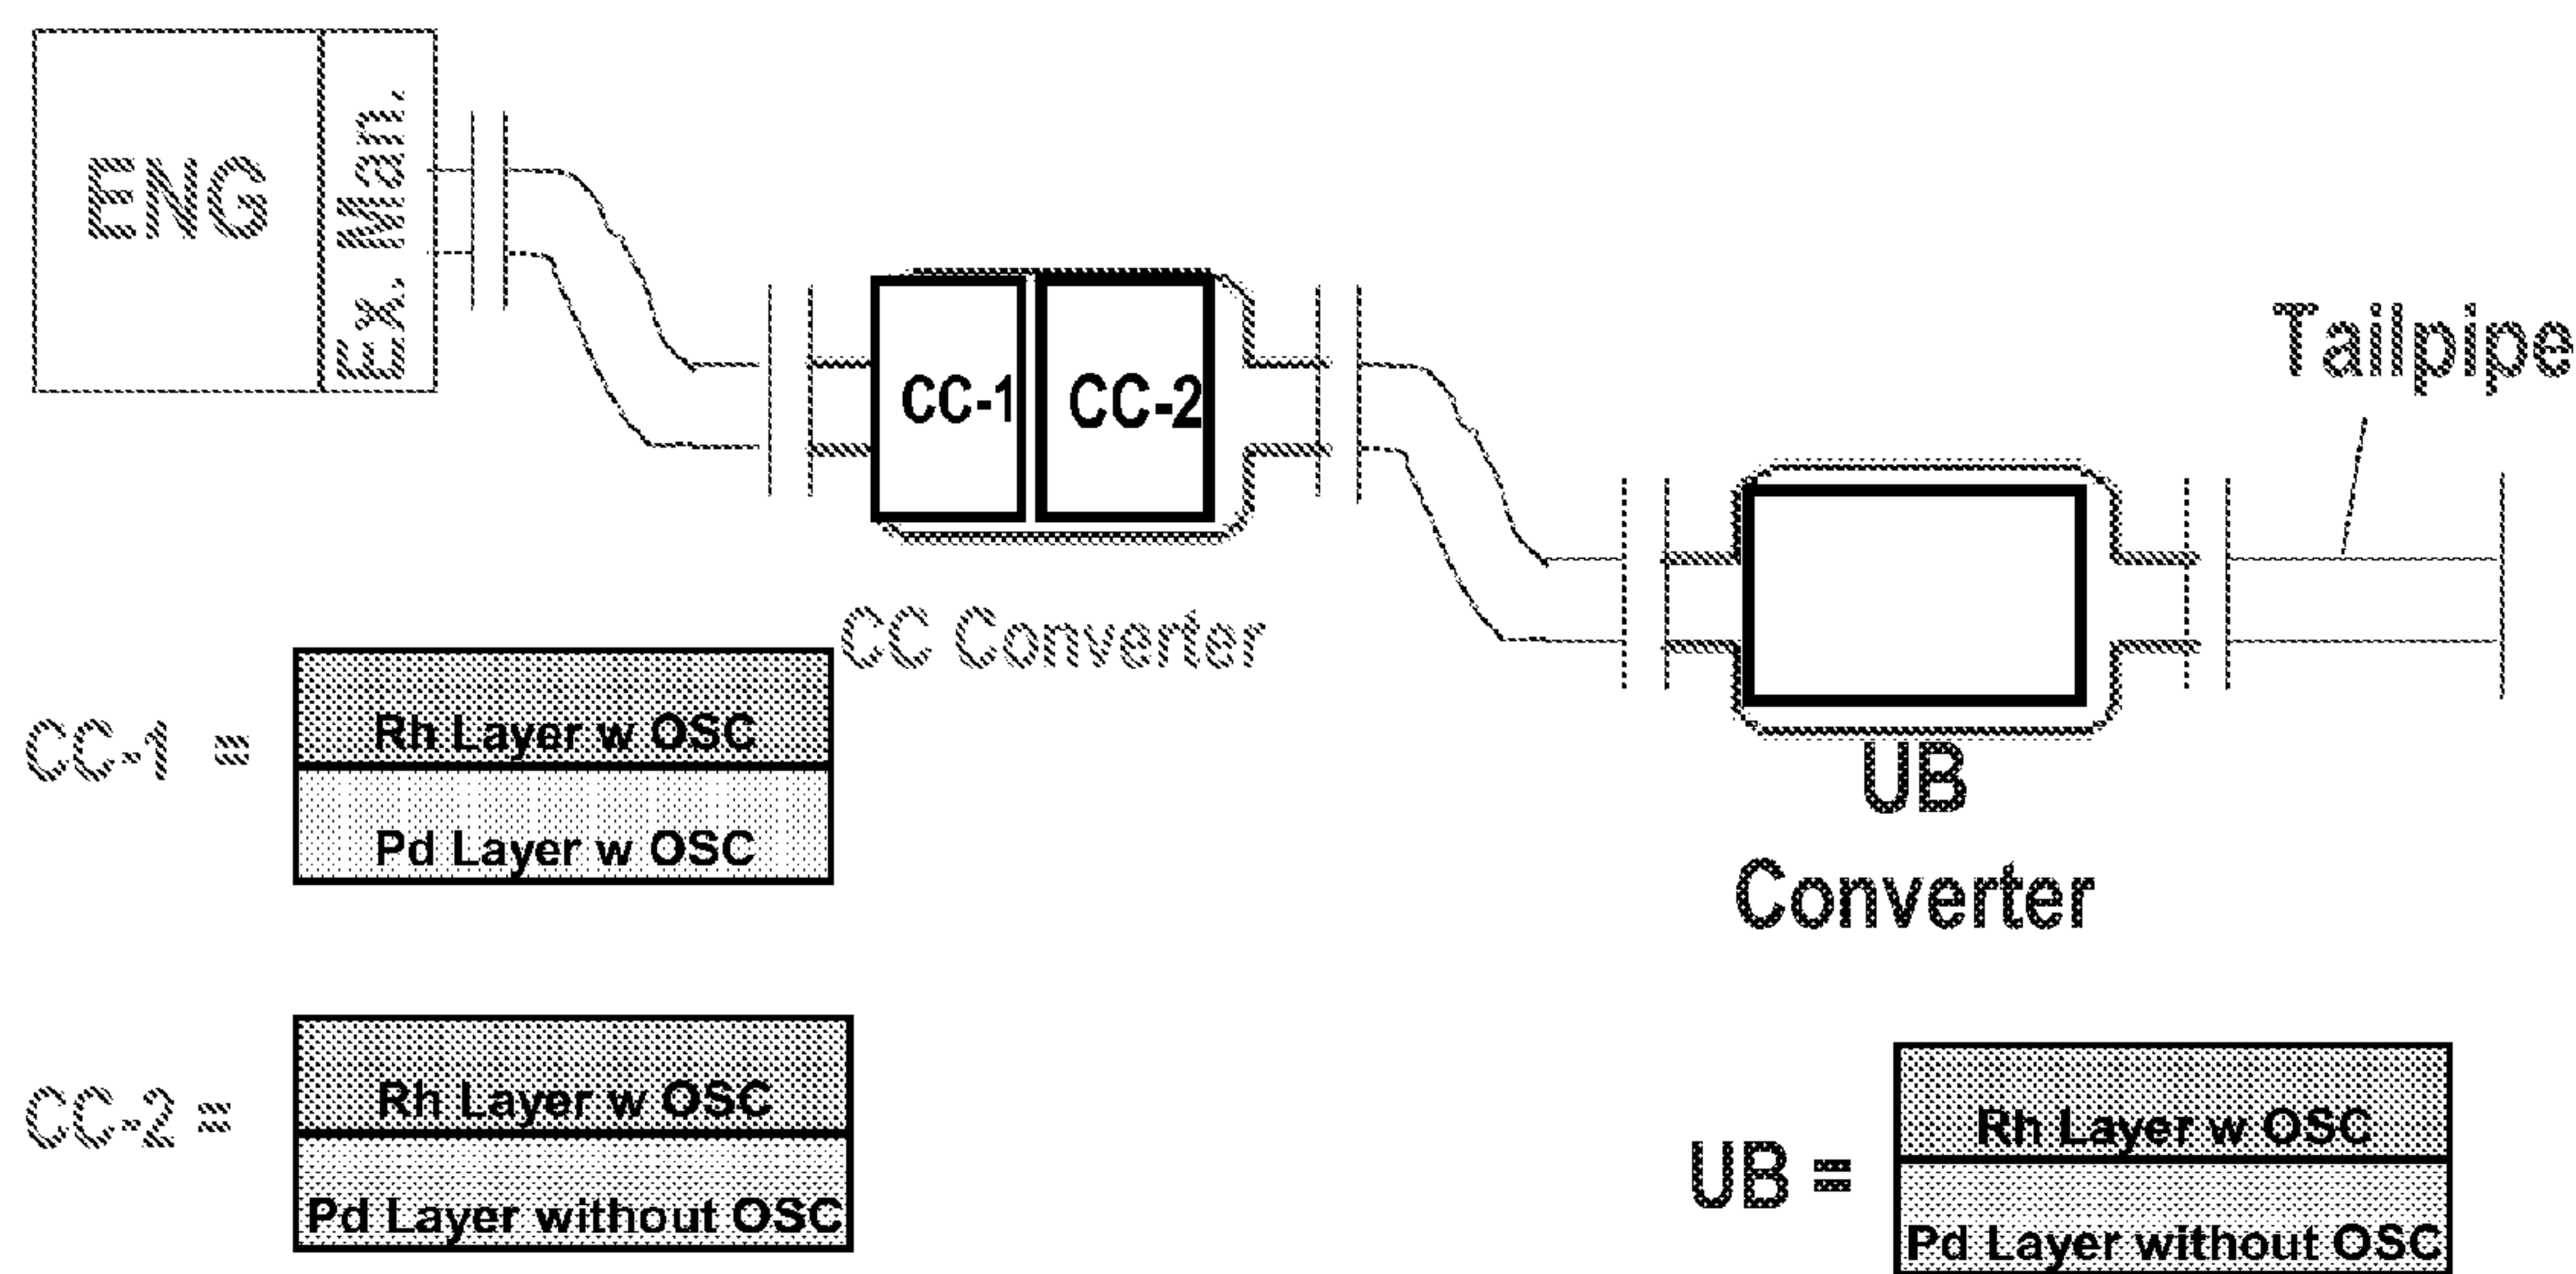 ENG
Ex. Man.
CC-1
CC-2
Tailpipe
CC Converter
UB
Converter
CC-1 =
Rh Layer w OSC
Pd Layer w OSC
CC-2 =
Rh Layer w OSC
Pd Layer without OSC
UB =
Rh Layer w OSC
Pd Layer without OSC